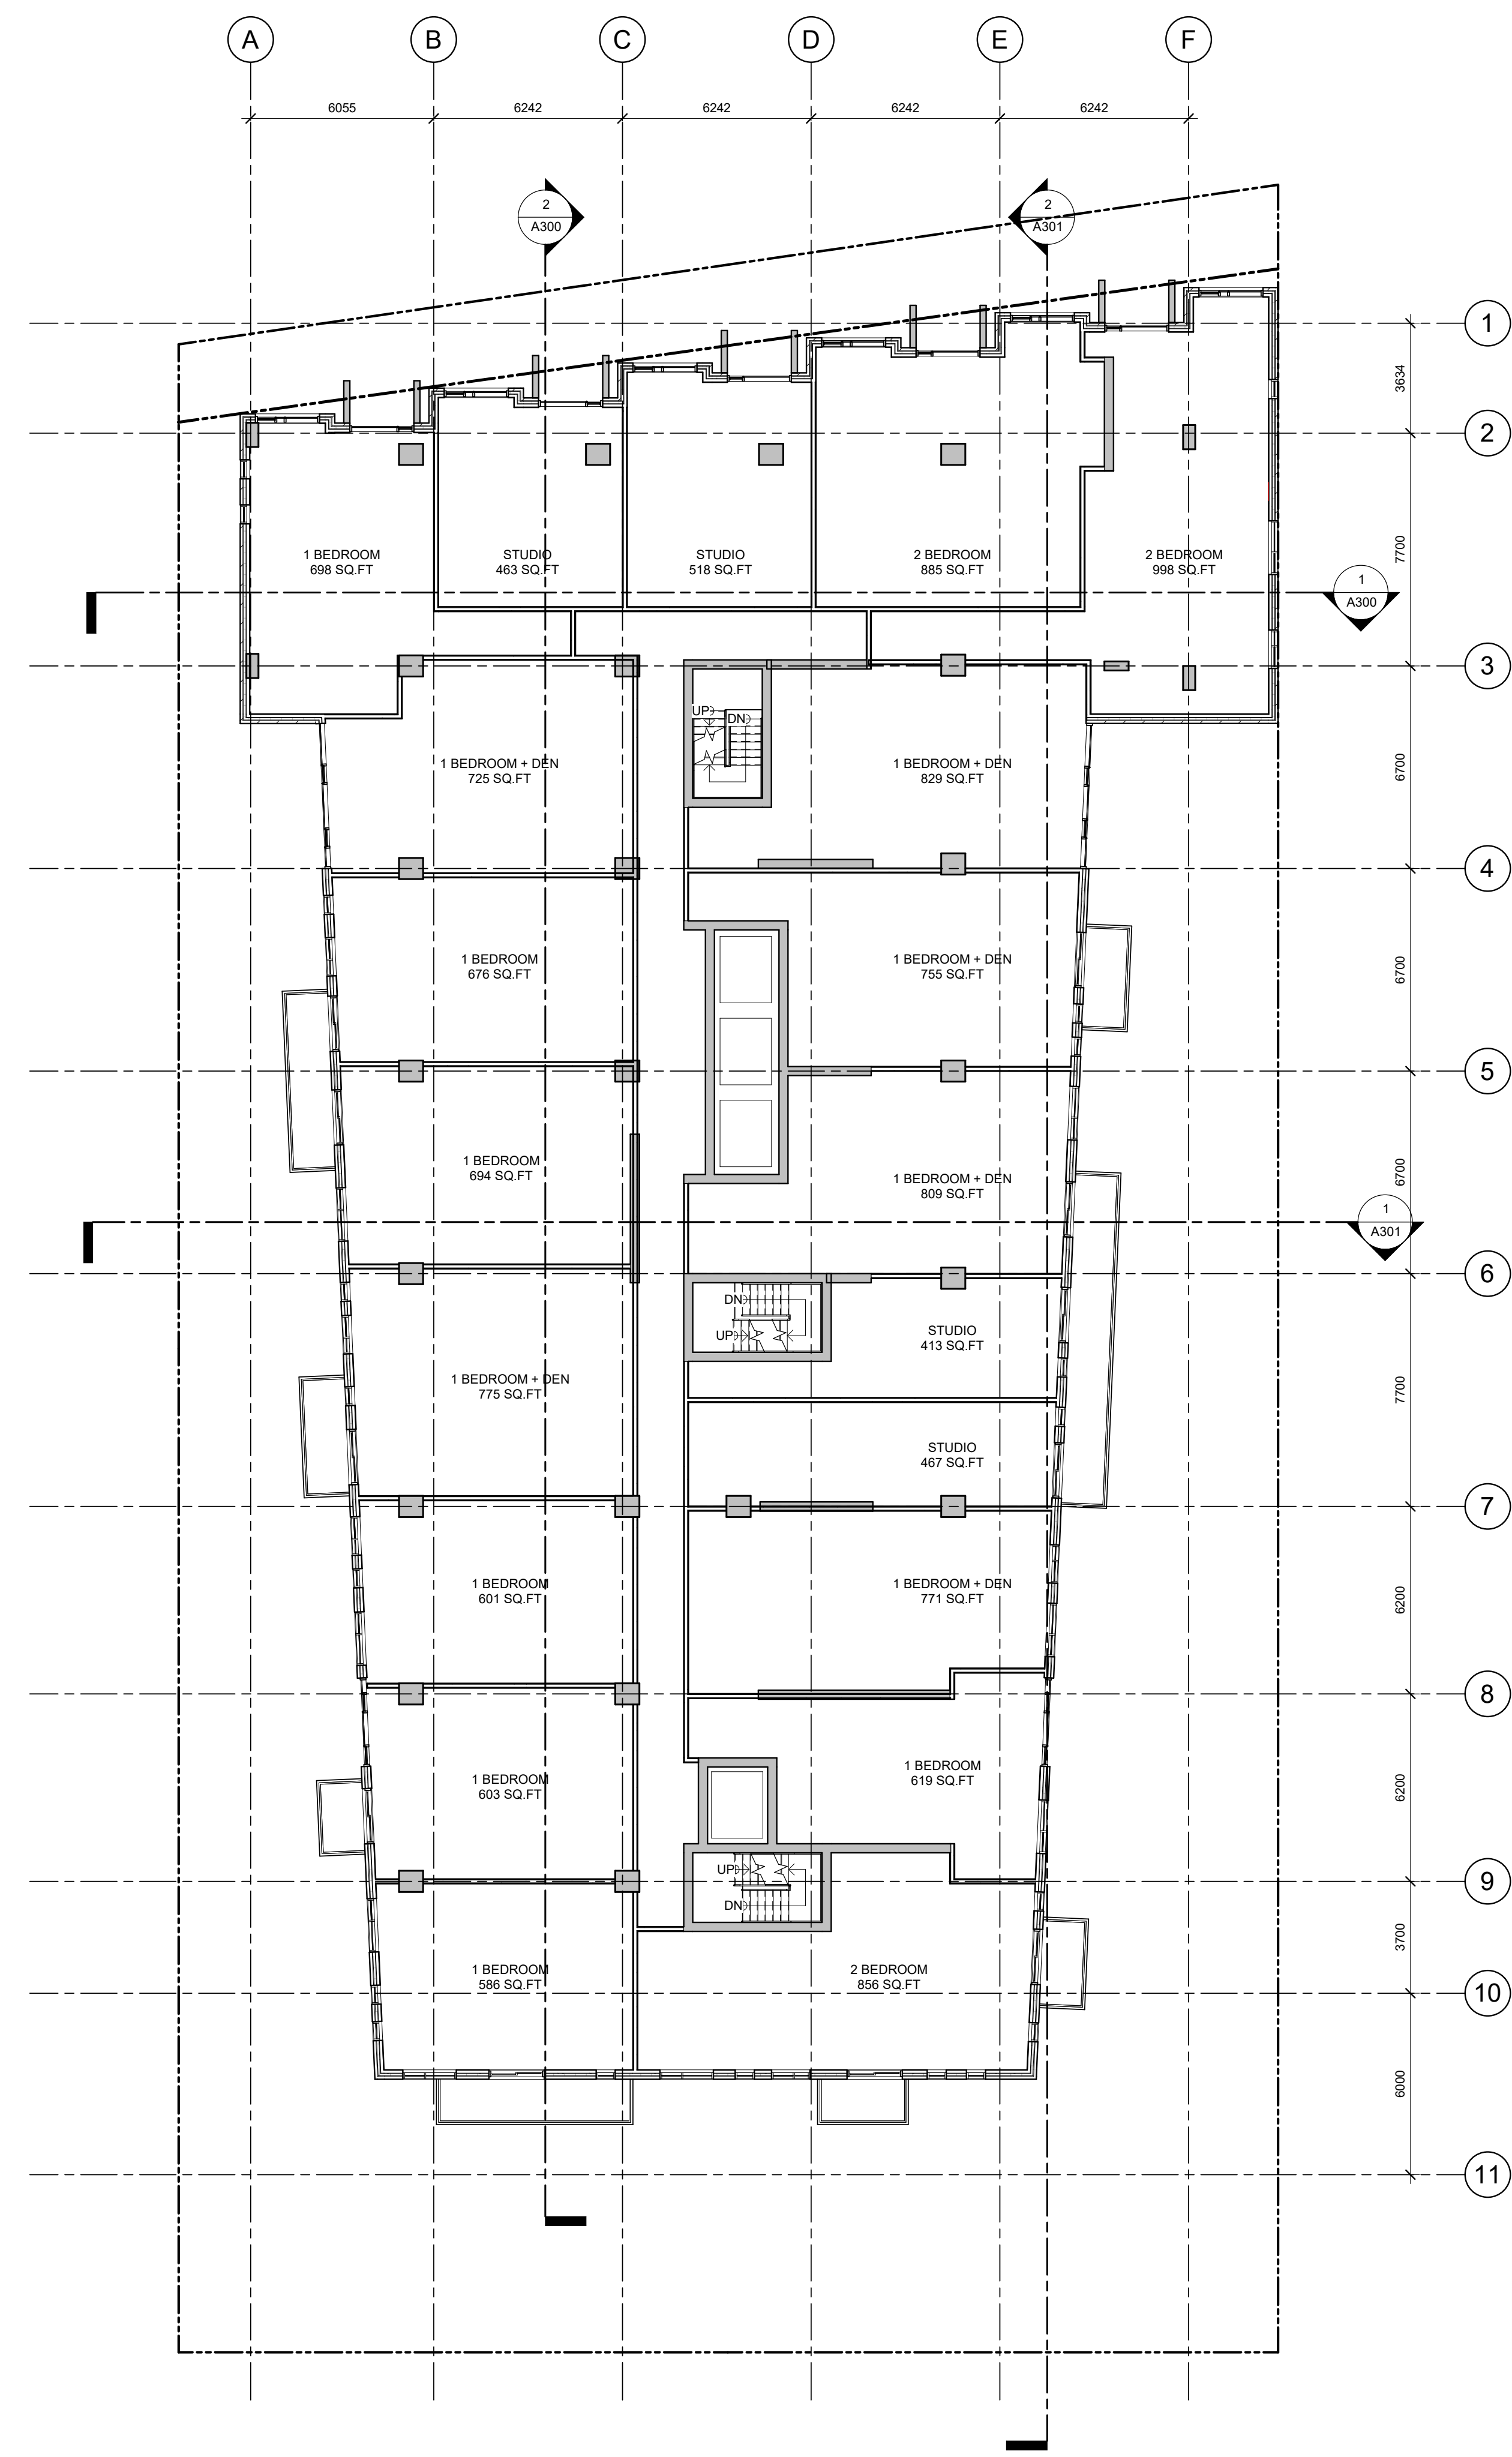 A
B
C
D
E
F
6055
6242
6242
6242
6242
2
A300
2
A301
1
3634
2
7700
1 BEDROOM
698 SQ.FT
STUDIO
463 SQ.FT
STUDIO
518 SQ.FT
2 BEDROOM
885 SQ.FT
2 BEDROOM
998 SQ.FT
1
A300
3
UP
DN
1 BEDROOM + DEN
725 SQ.FT
1 BEDROOM + DEN
829 SQ.FT
6700
4
1 BEDROOM
676 SQ.FT
1 BEDROOM + DEN
755 SQ.FT
6700
5
1 BEDROOM
694 SQ.FT
1 BEDROOM + DEN
809 SQ.FT
6700
1
A301
6
DN
UP
STUDIO
413 SQ.FT
1 BEDROOM + DEN
775 SQ.FT
7700
STUDIO
467 SQ.FT
7
1 BEDROOM
601 SQ.FT
1 BEDROOM + DEN
771 SQ.FT
6200
8
1 BEDROOM
603 SQ.FT
1 BEDROOM
619 SQ.FT
6200
UP
DN
9
3700
1 BEDROOM
586 SQ.FT
2 BEDROOM
856 SQ.FT
10
6000
11